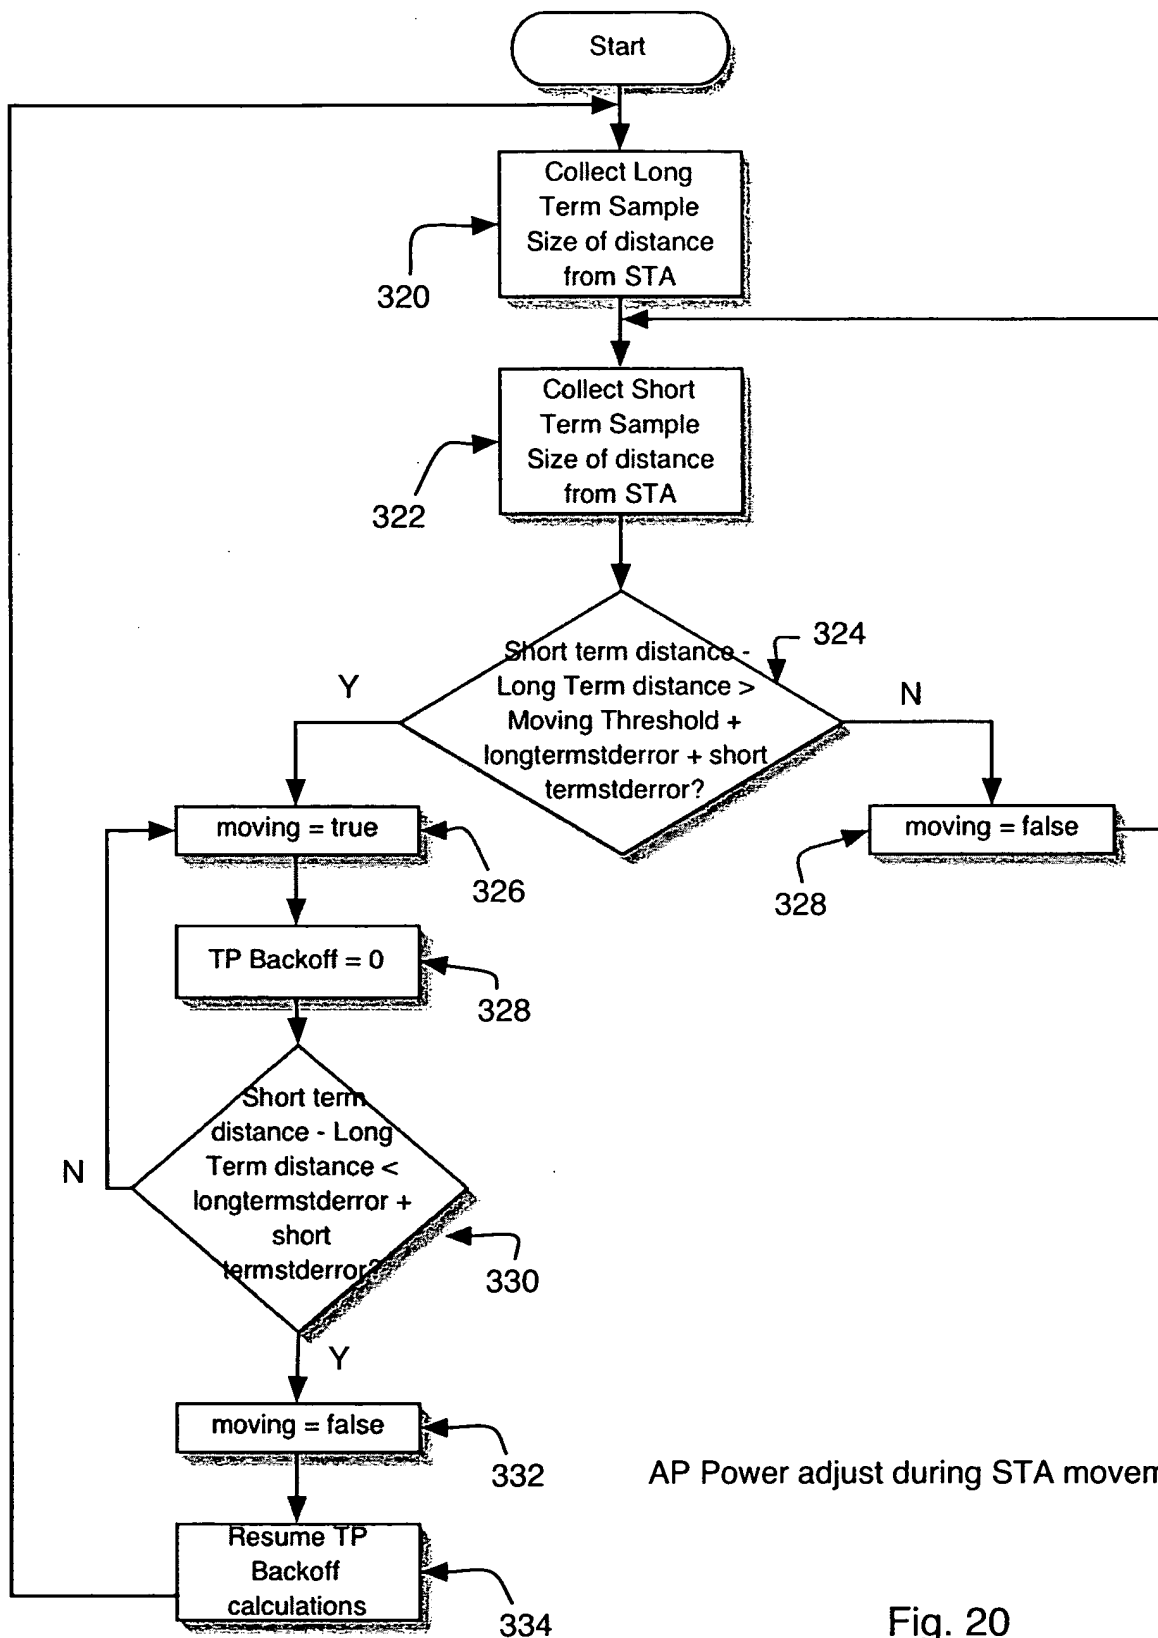 Start
Collect Long
Term Sample
Size of distance
from STA
320
Collect Short
Term Sample
Size of distance
from STA
322
Short term distance -
Long Term distance >
Moving Threshold +
longtermstderror + short
termstderror?
324
Y
N
moving = true
326
moving = false
328
TP Backoff = 0
328
Short term
distance - Long
Term distance <
longtermstderror +
short
termstderror?
N
330
Y
moving = false
332
AP Power adjust during STA movem
Resume TP
Backoff
calculations
334
Fig. 20